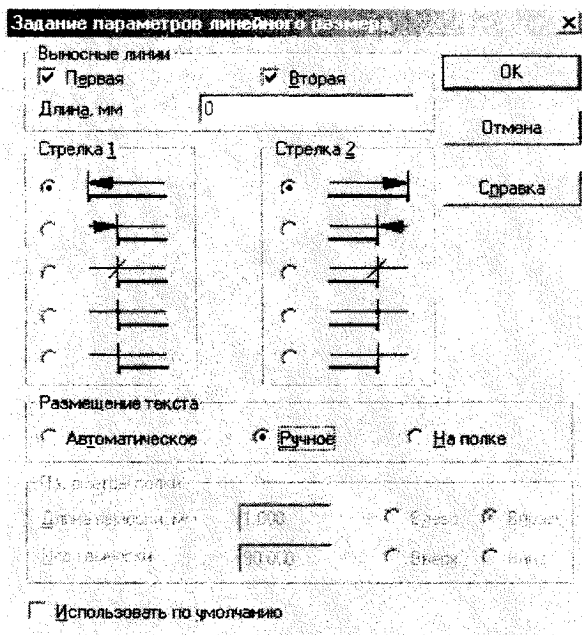 Задание параметров линейного размера
Выносные линии
Первая Вторая
Длина, мм 0
OK
Отмена
Справка
Стрелка 1
Стрелка 2
Размещение текста
Автоматическое Ручное На полке
Использовать по умолчанию